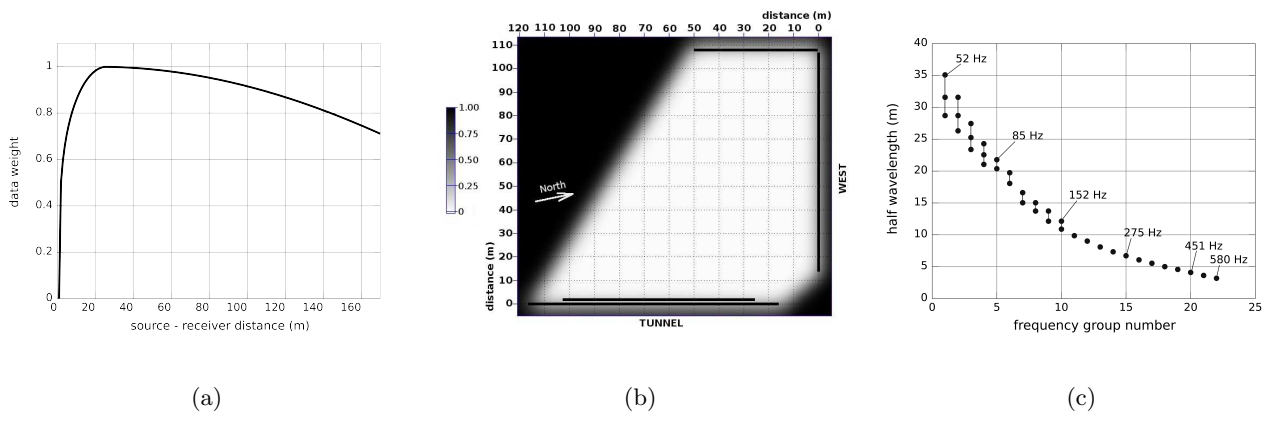 data weight
1
0.8
0.6
0.4
0.2
0
0 20 40 60 80 100 120 140 160
source - receiver distance (m)
(a)
distance (m)
120 110 100 90 80 70 60 50 40 30 20 10 0
110
100
90
80
70
60
50
40
30
20
10
0
distance (m)
1.00
0.75
0.50
0.25
0
North
WEST
TUNNEL
(b)
half wavelength (m)
40
35
30
25
20
15
10
5
0
52 Hz
85 Hz
152 Hz
275 Hz
451 Hz
580 Hz
0 5 10 15 20 25
frequency group number
(c)